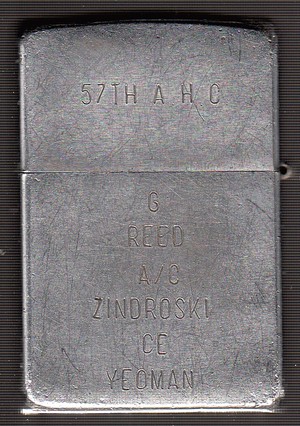 57TH A H C
G
REED
A/C
ZINDROSKI
CE
YEOMAN